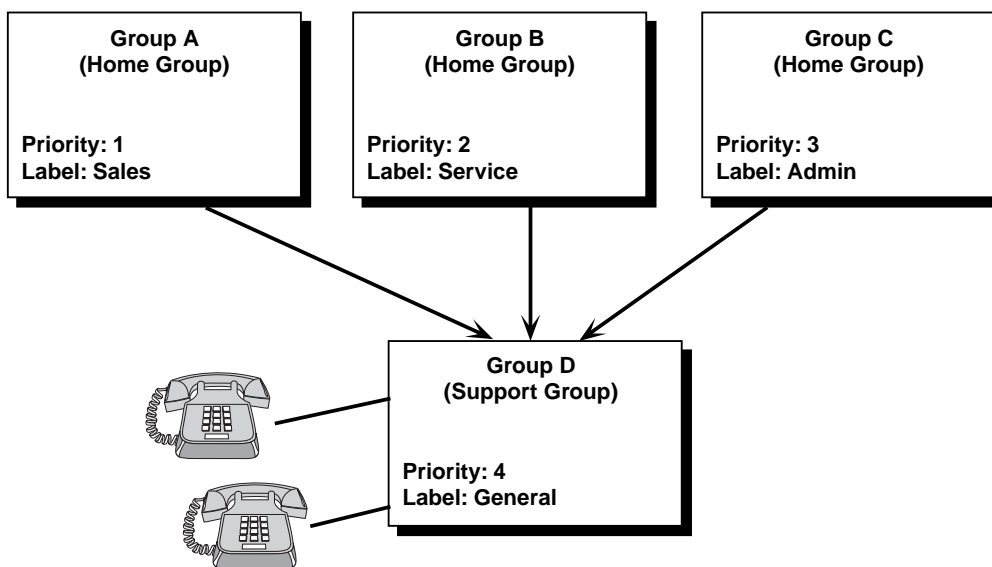 Group A
(Home Group)
Priority: 1
Label: Sales
Group B
(Home Group)
Priority: 2
Label: Service
Group C
(Home Group)
Priority: 3
Label: Admin
Group D
(Support Group)
Priority: 4
Label: General